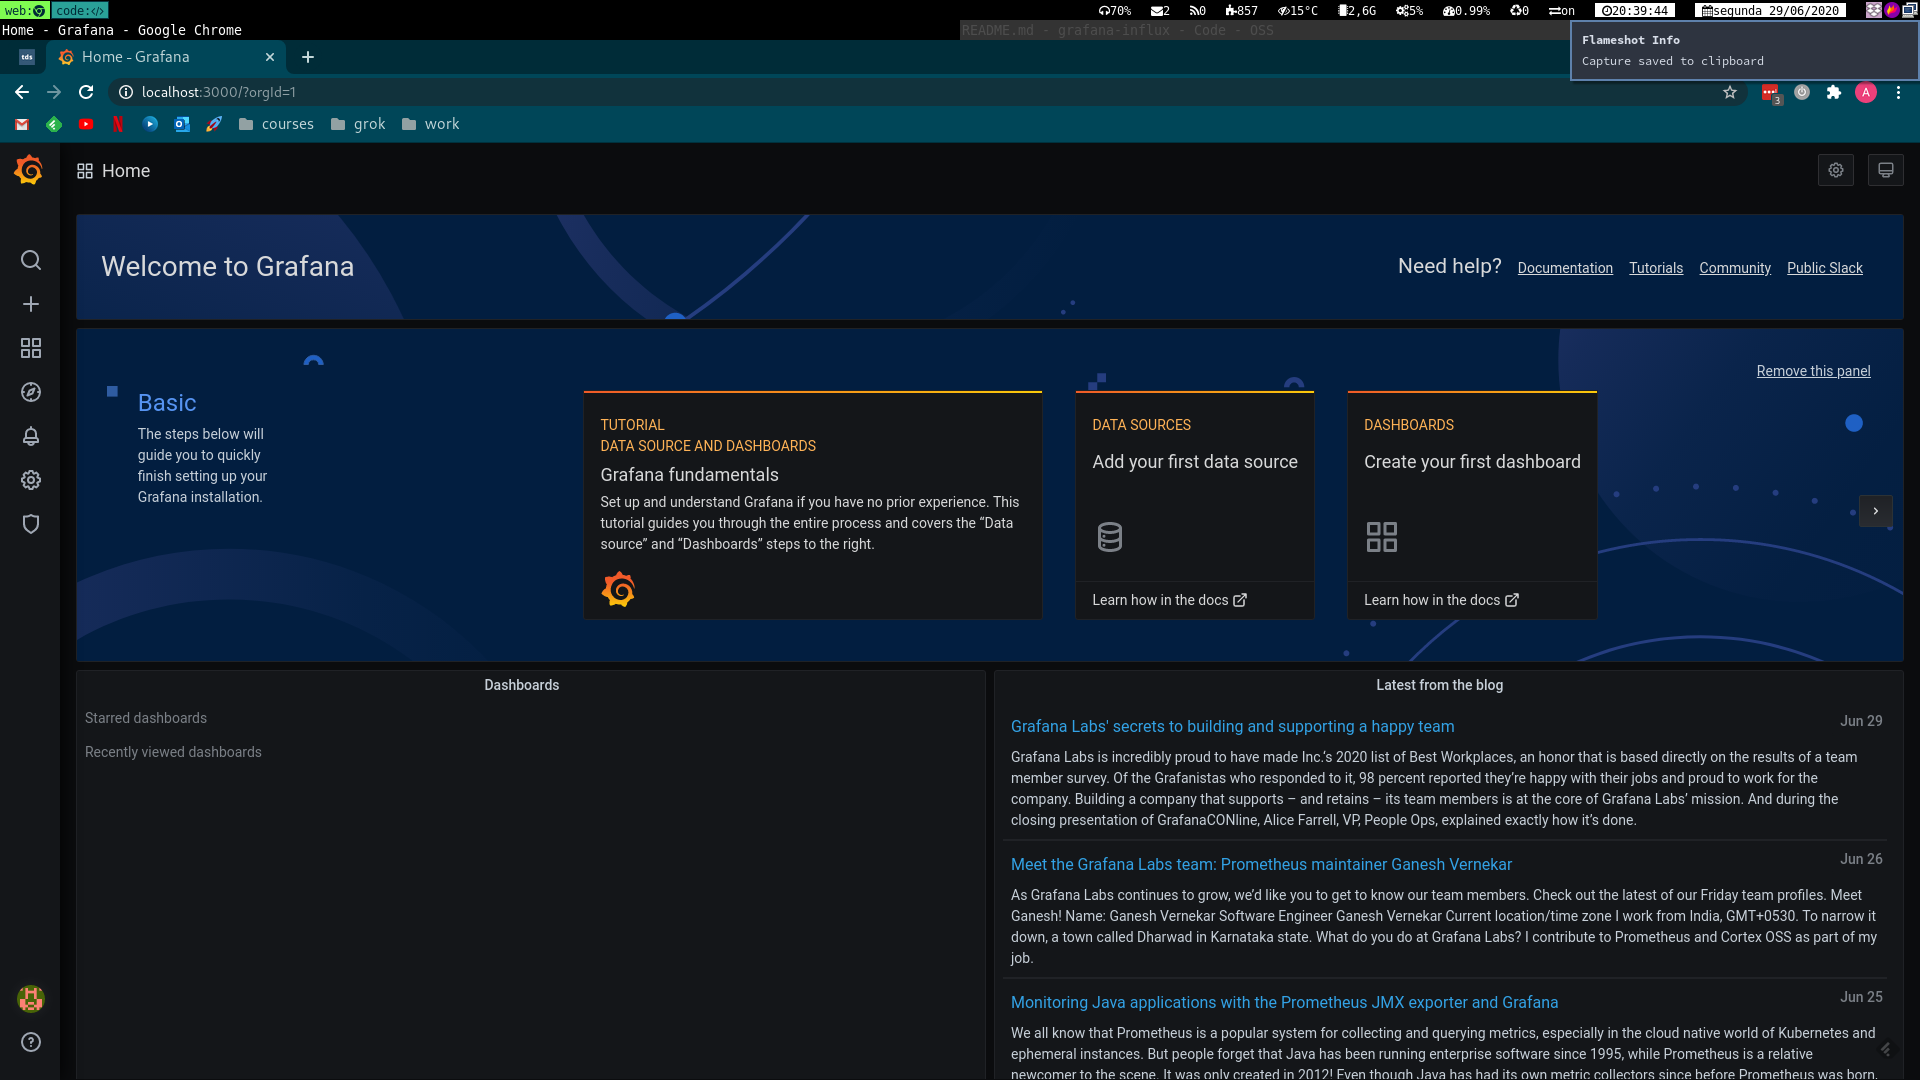 web: code:</> 70% 2 0 857 15°C 2,6G 5% 0.99% 0 on 20:39:44 segunda 29/06/2020
Home - Grafana - Google Chrome
README.md - grafana-influx - Code - OSS
Flameshot Info
Capture saved to clipboard
tds
Home - Grafana
localhost:3000/?orgId=1
3
A
courses
grok
work
Home
Welcome to Grafana
Need help? Documentation Tutorials Community Public Slack
Remove this panel
Basic
The steps below will
guide you to quickly
finish setting up your
Grafana installation.
TUTORIAL
DATA SOURCE AND DASHBOARDS
Grafana fundamentals
Set up and understand Grafana if you have no prior experience. This
tutorial guides you through the entire process and covers the “Data
source” and “Dashboards” steps to the right.
DATA SOURCES
Add your first data source
Learn how in the docs
DASHBOARDS
Create your first dashboard
Learn how in the docs
Dashboards
Starred dashboards
Recently viewed dashboards
Latest from the blog
Grafana Labs' secrets to building and supporting a happy team
Jun 29
Grafana Labs is incredibly proud to have made Inc.‘s 2020 list of Best Workplaces, an honor that is based directly on the results of a team
member survey. Of the Grafanistas who responded to it, 98 percent reported they’re happy with their jobs and proud to work for the
company. Building a company that supports – and retains – its team members is at the core of Grafana Labs’ mission. And during the
closing presentation of GrafanaCONline, Alice Farrell, VP, People Ops, explained exactly how it’s done.
Meet the Grafana Labs team: Prometheus maintainer Ganesh Vernekar
Jun 26
As Grafana Labs continues to grow, we’d like you to get to know our team members. Check out the latest of our Friday team profiles. Meet
Ganesh! Name: Ganesh Vernekar Software Engineer Ganesh Vernekar Current location/time zone I work from India, GMT+0530. To narrow it
down, a town called Dharwad in Karnataka state. What do you do at Grafana Labs? I contribute to Prometheus and Cortex OSS as part of my
job.
Monitoring Java applications with the Prometheus JMX exporter and Grafana
Jun 25
We all know that Prometheus is a popular system for collecting and querying metrics, especially in the cloud native world of Kubernetes and
ephemeral instances. But people forget that Java has been running enterprise software since 1995, while Prometheus is a relative
newcomer to the scene. It was only created in 2012! Even though Java has had its own metric collectors since before Prometheus was born,